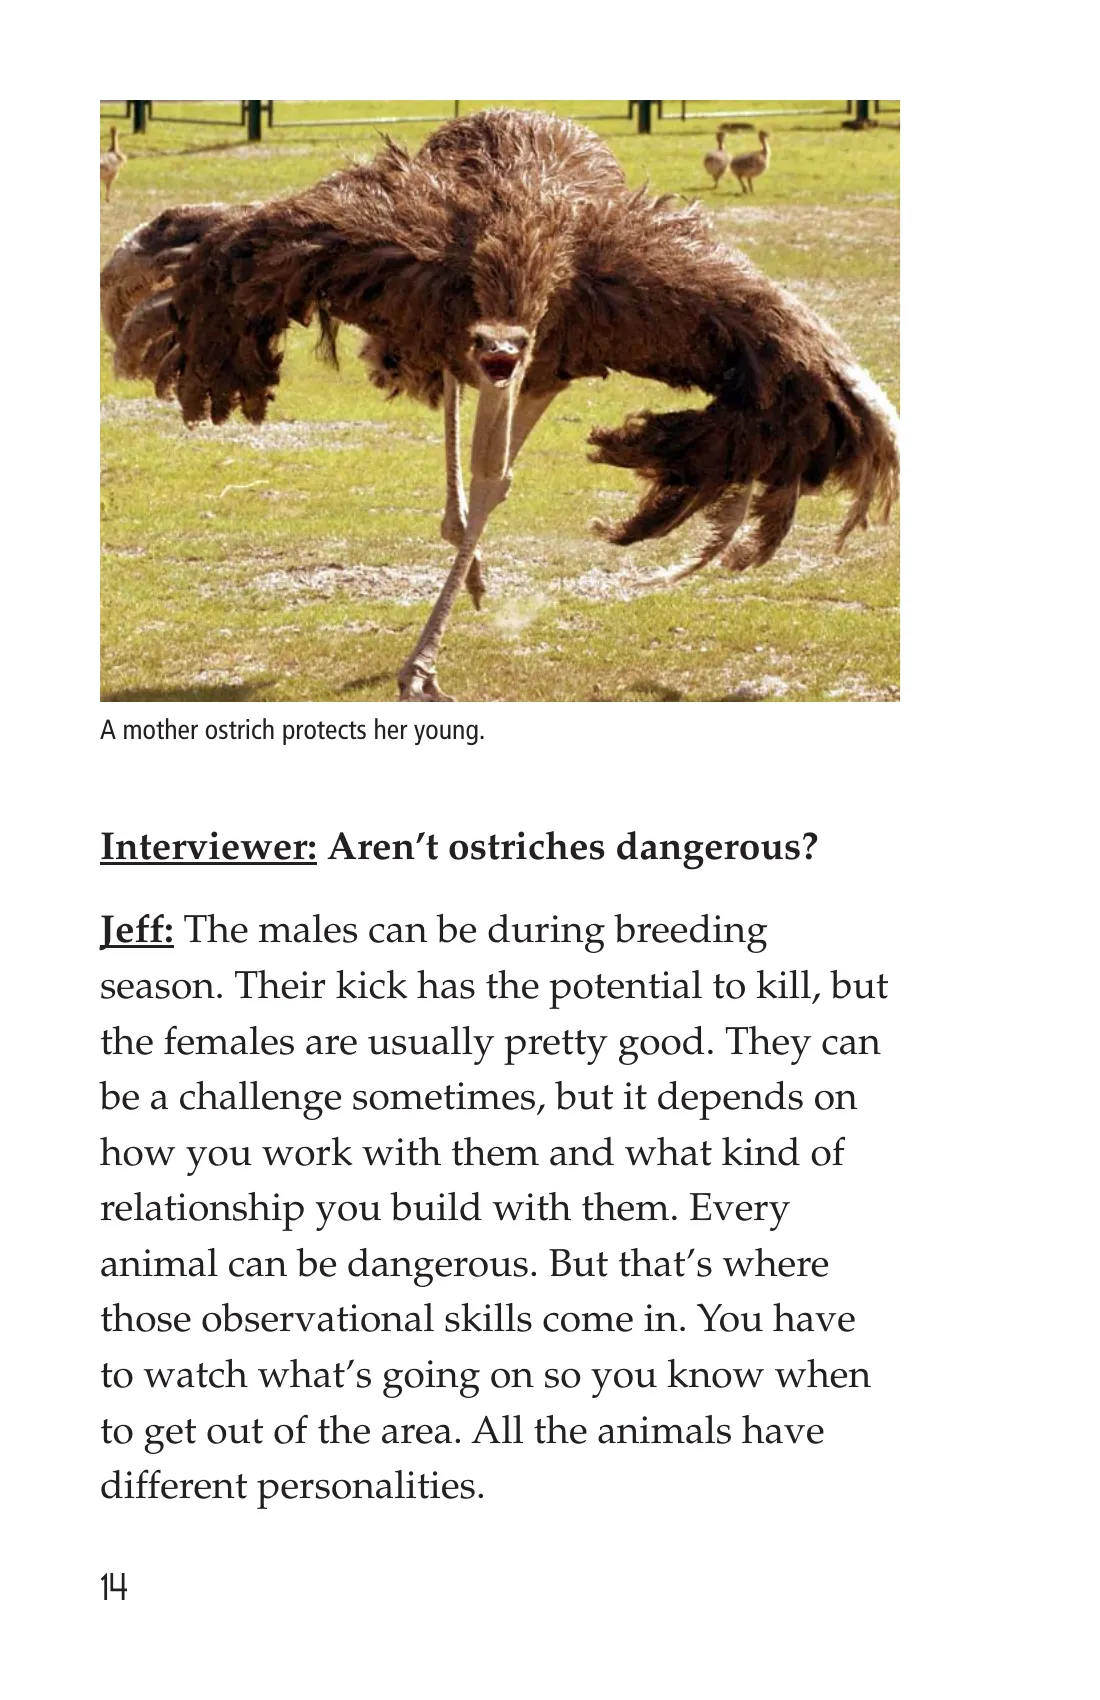 A mother ostrich protects her young.
Interviewer: Aren’t ostriches dangerous?
Jeff: The males can be during breeding
season. Their kick has the potential to kill, but
the females are usually pretty good. They can
be a challenge sometimes, but it depends on
how you work with them and what kind of
relationship you build with them. Every
animal can be dangerous. But that’s where
those observational skills come in. You have
to watch what’s going on so you know when
to get out of the area. All the animals have
different personalities.
14